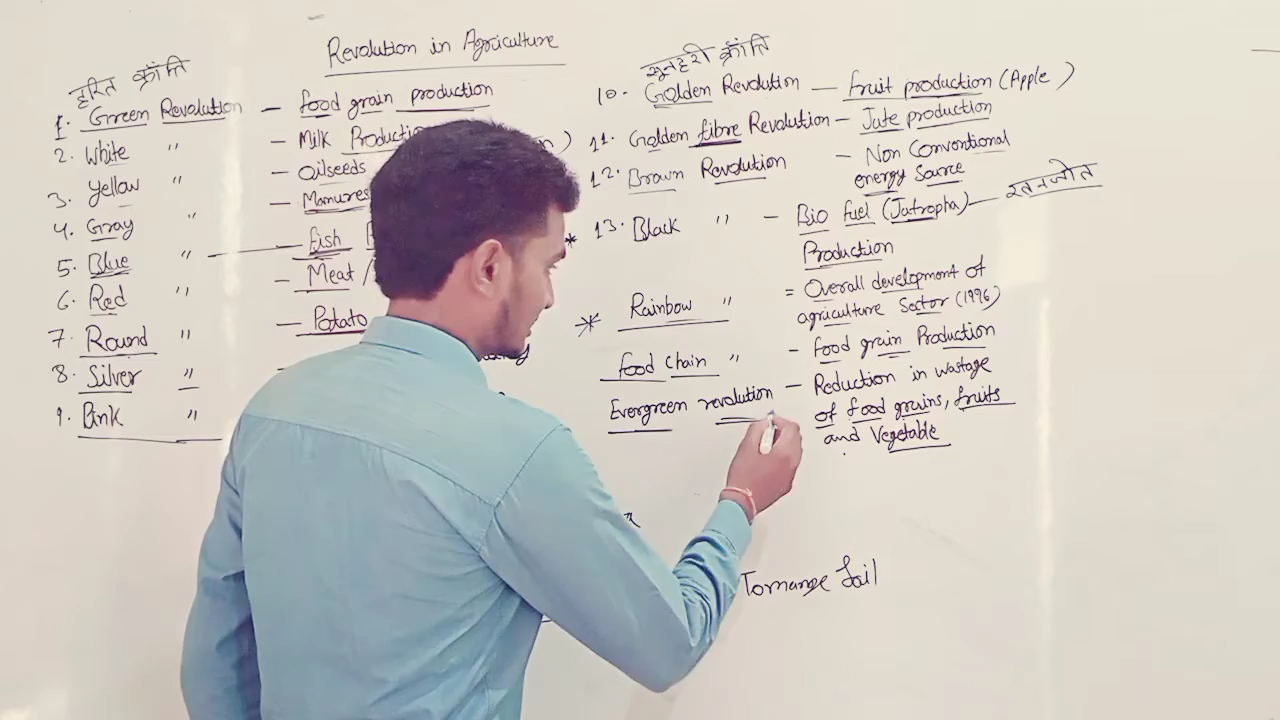 Revolution in Agriculture
हरित क्रांति
1. Green Revolution — food grain production
2. White " — Milk Producti
3. Yellow " — Oilseeds
4. Gray " — Manures
5. Blue " — fish
6. Red " — Meat /
7. Round " — Potato
8. Silver "
9. Pink "
सुनहरी क्रांति
10. Golden Revolution — fruit production (Apple)
11. Golden fibre Revolution — Jute production
12. Brown Revolution — Non Conventional
energy Source
* 13. Black " — Bio fuel (Jatropha) — रतनजोत
Production
* Rainbow " = Overall development of
agriculture Sector (1996)
food Chain " — food grain Production
Evergreen revolution — Reduction in wastage
of food grains, fruits
and Vegetable